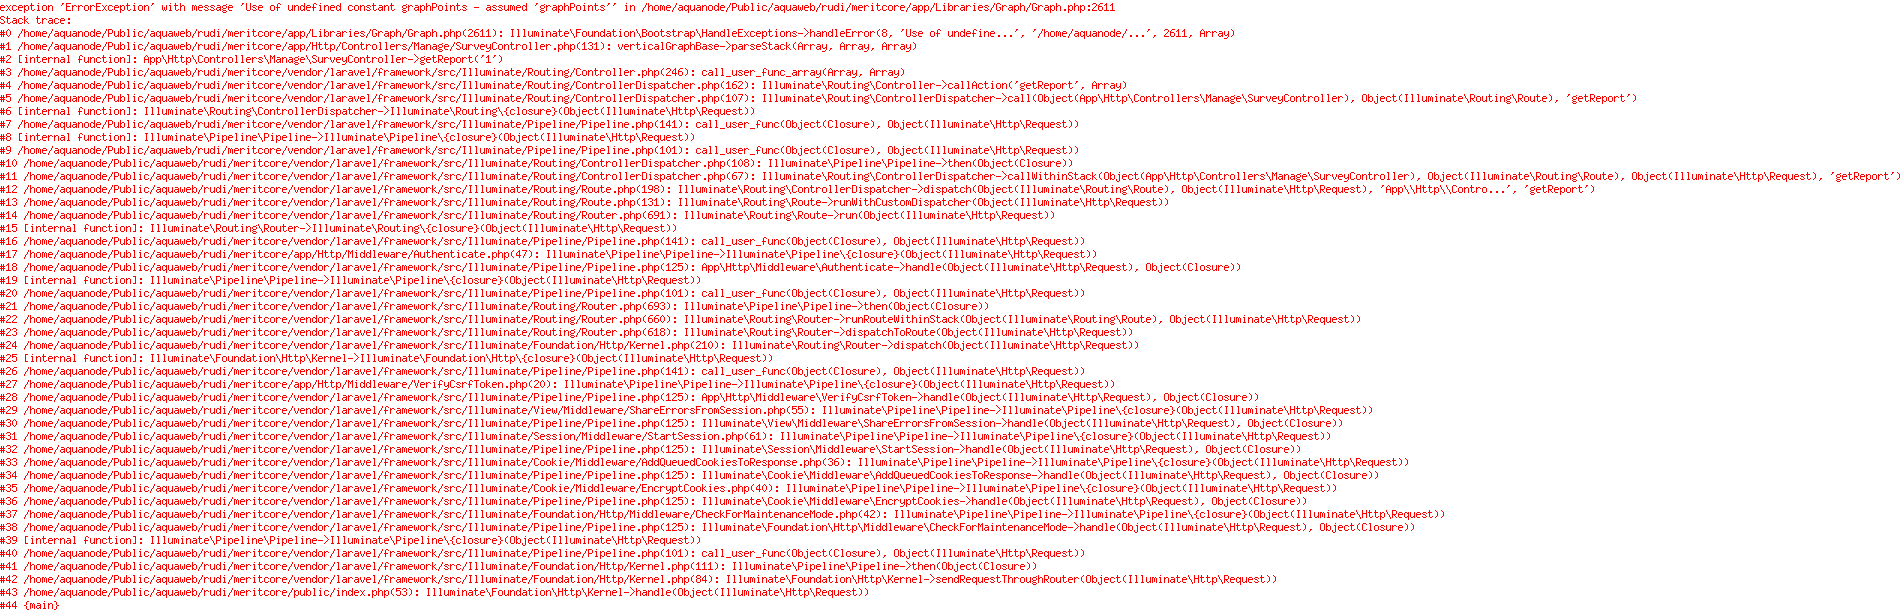 exception 'ErrorException' with message 'Use of undefined constant graphPoints - assumed 'graphPoints'' in /home/aquanode/Public/aquaweb/rudi/meritcore/app/Libraries/Graph/Graph.php:2611
Stack trace:
#0 /home/aquanode/Public/aquaweb/rudi/meritcore/app/Libraries/Graph/Graph.php(2611): Illuminate\Foundation\Bootstrap\HandleExceptions->handleError(8, 'Use of undefine...', '/home/aquanode/...', 2611, Array)
#1 /home/aquanode/Public/aquaweb/rudi/meritcore/app/Http/Controllers/Manage/SurveyController.php(131): verticalGraphBase->parseStack(Array, Array, Array)
#2 [internal function]: App\Http\Controllers\Manage\SurveyController->getReport('1')
#3 /home/aquanode/Public/aquaweb/rudi/meritcore/vendor/laravel/framework/src/Illuminate/Routing/Controller.php(246): call_user_func_array(Array, Array)
#4 /home/aquanode/Public/aquaweb/rudi/meritcore/vendor/laravel/framework/src/Illuminate/Routing/ControllerDispatcher.php(162): Illuminate\Routing\Controller->callAction('getReport', Array)
#5 /home/aquanode/Public/aquaweb/rudi/meritcore/vendor/laravel/framework/src/Illuminate/Routing/ControllerDispatcher.php(107): Illuminate\Routing\ControllerDispatcher->call(Object(App\Http\Controllers\Manage\SurveyController), Object(Illuminate\Routing\Route), 'getReport')
#6 [internal function]: Illuminate\Routing\ControllerDispatcher->Illuminate\Routing\{closure}(Object(Illuminate\Http\Request))
#7 /home/aquanode/Public/aquaweb/rudi/meritcore/vendor/laravel/framework/src/Illuminate/Pipeline/Pipeline.php(141): call_user_func(Object(Closure), Object(Illuminate\Http\Request))
#8 [internal function]: Illuminate\Pipeline\Pipeline->Illuminate\Pipeline\{closure}(Object(Illuminate\Http\Request))
#9 /home/aquanode/Public/aquaweb/rudi/meritcore/vendor/laravel/framework/src/Illuminate/Pipeline/Pipeline.php(101): call_user_func(Object(Closure), Object(Illuminate\Http\Request))
#10 /home/aquanode/Public/aquaweb/rudi/meritcore/vendor/laravel/framework/src/Illuminate/Routing/ControllerDispatcher.php(108): Illuminate\Pipeline\Pipeline->then(Object(Closure))
#11 /home/aquanode/Public/aquaweb/rudi/meritcore/vendor/laravel/framework/src/Illuminate/Routing/ControllerDispatcher.php(67): Illuminate\Routing\ControllerDispatcher->callWithinStack(Object(App\Http\Controllers\Manage\SurveyController), Object(Illuminate\Routing\Route), Object(Illuminate\Http\Request), 'getReport')
#12 /home/aquanode/Public/aquaweb/rudi/meritcore/vendor/laravel/framework/src/Illuminate/Routing/Route.php(198): Illuminate\Routing\ControllerDispatcher->dispatch(Object(Illuminate\Routing\Route), Object(Illuminate\Http\Request), 'App\\Http\\Contro...', 'getReport')
#13 /home/aquanode/Public/aquaweb/rudi/meritcore/vendor/laravel/framework/src/Illuminate/Routing/Route.php(131): Illuminate\Routing\Route->runWithCustomDispatcher(Object(Illuminate\Http\Request))
#14 /home/aquanode/Public/aquaweb/rudi/meritcore/vendor/laravel/framework/src/Illuminate/Routing/Router.php(691): Illuminate\Routing\Route->run(Object(Illuminate\Http\Request))
#15 [internal function]: Illuminate\Routing\Router->Illuminate\Routing\{closure}(Object(Illuminate\Http\Request))
#16 /home/aquanode/Public/aquaweb/rudi/meritcore/vendor/laravel/framework/src/Illuminate/Pipeline/Pipeline.php(141): call_user_func(Object(Closure), Object(Illuminate\Http\Request))
#17 /home/aquanode/Public/aquaweb/rudi/meritcore/app/Http/Middleware/Authenticate.php(47): Illuminate\Pipeline\Pipeline->Illuminate\Pipeline\{closure}(Object(Illuminate\Http\Request))
#18 /home/aquanode/Public/aquaweb/rudi/meritcore/vendor/laravel/framework/src/Illuminate/Pipeline/Pipeline.php(125): App\Http\Middleware\Authenticate->handle(Object(Illuminate\Http\Request), Object(Closure))
#19 [internal function]: Illuminate\Pipeline\Pipeline->Illuminate\Pipeline\{closure}(Object(Illuminate\Http\Request))
#20 /home/aquanode/Public/aquaweb/rudi/meritcore/vendor/laravel/framework/src/Illuminate/Pipeline/Pipeline.php(101): call_user_func(Object(Closure), Object(Illuminate\Http\Request))
#21 /home/aquanode/Public/aquaweb/rudi/meritcore/vendor/laravel/framework/src/Illuminate/Routing/Router.php(693): Illuminate\Pipeline\Pipeline->then(Object(Closure))
#22 /home/aquanode/Public/aquaweb/rudi/meritcore/vendor/laravel/framework/src/Illuminate/Routing/Router.php(660): Illuminate\Routing\Router->runRouteWithinStack(Object(Illuminate\Routing\Route), Object(Illuminate\Http\Request))
#23 /home/aquanode/Public/aquaweb/rudi/meritcore/vendor/laravel/framework/src/Illuminate/Routing/Router.php(618): Illuminate\Routing\Router->dispatchToRoute(Object(Illuminate\Http\Request))
#24 /home/aquanode/Public/aquaweb/rudi/meritcore/vendor/laravel/framework/src/Illuminate/Foundation/Http/Kernel.php(210): Illuminate\Routing\Router->dispatch(Object(Illuminate\Http\Request))
#25 [internal function]: Illuminate\Foundation\Http\Kernel->Illuminate\Foundation\Http\{closure}(Object(Illuminate\Http\Request))
#26 /home/aquanode/Public/aquaweb/rudi/meritcore/vendor/laravel/framework/src/Illuminate/Pipeline/Pipeline.php(141): call_user_func(Object(Closure), Object(Illuminate\Http\Request))
#27 /home/aquanode/Public/aquaweb/rudi/meritcore/app/Http/Middleware/VerifyCsrfToken.php(20): Illuminate\Pipeline\Pipeline->Illuminate\Pipeline\{closure}(Object(Illuminate\Http\Request))
#28 /home/aquanode/Public/aquaweb/rudi/meritcore/vendor/laravel/framework/src/Illuminate/Pipeline/Pipeline.php(125): App\Http\Middleware\VerifyCsrfToken->handle(Object(Illuminate\Http\Request), Object(Closure))
#29 /home/aquanode/Public/aquaweb/rudi/meritcore/vendor/laravel/framework/src/Illuminate/View/Middleware/ShareErrorsFromSession.php(55): Illuminate\Pipeline\Pipeline->Illuminate\Pipeline\{closure}(Object(Illuminate\Http\Request))
#30 /home/aquanode/Public/aquaweb/rudi/meritcore/vendor/laravel/framework/src/Illuminate/Pipeline/Pipeline.php(125): Illuminate\View\Middleware\ShareErrorsFromSession->handle(Object(Illuminate\Http\Request), Object(Closure))
#31 /home/aquanode/Public/aquaweb/rudi/meritcore/vendor/laravel/framework/src/Illuminate/Session/Middleware/StartSession.php(61): Illuminate\Pipeline\Pipeline->Illuminate\Pipeline\{closure}(Object(Illuminate\Http\Request))
#32 /home/aquanode/Public/aquaweb/rudi/meritcore/vendor/laravel/framework/src/Illuminate/Pipeline/Pipeline.php(125): Illuminate\Session\Middleware\StartSession->handle(Object(Illuminate\Http\Request), Object(Closure))
#33 /home/aquanode/Public/aquaweb/rudi/meritcore/vendor/laravel/framework/src/Illuminate/Cookie/Middleware/AddQueuedCookiesToResponse.php(36): Illuminate\Pipeline\Pipeline->Illuminate\Pipeline\{closure}(Object(Illuminate\Http\Request))
#34 /home/aquanode/Public/aquaweb/rudi/meritcore/vendor/laravel/framework/src/Illuminate/Pipeline/Pipeline.php(125): Illuminate\Cookie\Middleware\AddQueuedCookiesToResponse->handle(Object(Illuminate\Http\Request), Object(Closure))
#35 /home/aquanode/Public/aquaweb/rudi/meritcore/vendor/laravel/framework/src/Illuminate/Cookie/Middleware/EncryptCookies.php(40): Illuminate\Pipeline\Pipeline->Illuminate\Pipeline\{closure}(Object(Illuminate\Http\Request))
#36 /home/aquanode/Public/aquaweb/rudi/meritcore/vendor/laravel/framework/src/Illuminate/Pipeline/Pipeline.php(125): Illuminate\Cookie\Middleware\EncryptCookies->handle(Object(Illuminate\Http\Request), Object(Closure))
#37 /home/aquanode/Public/aquaweb/rudi/meritcore/vendor/laravel/framework/src/Illuminate/Foundation/Http/Middleware/CheckForMaintenanceMode.php(42): Illuminate\Pipeline\Pipeline->Illuminate\Pipeline\{closure}(Object(Illuminate\Http\Request))
#38 /home/aquanode/Public/aquaweb/rudi/meritcore/vendor/laravel/framework/src/Illuminate/Pipeline/Pipeline.php(125): Illuminate\Foundation\Http\Middleware\CheckForMaintenanceMode->handle(Object(Illuminate\Http\Request), Object(Closure))
#39 [internal function]: Illuminate\Pipeline\Pipeline->Illuminate\Pipeline\{closure}(Object(Illuminate\Http\Request))
#40 /home/aquanode/Public/aquaweb/rudi/meritcore/vendor/laravel/framework/src/Illuminate/Pipeline/Pipeline.php(101): call_user_func(Object(Closure), Object(Illuminate\Http\Request))
#41 /home/aquanode/Public/aquaweb/rudi/meritcore/vendor/laravel/framework/src/Illuminate/Foundation/Http/Kernel.php(111): Illuminate\Pipeline\Pipeline->then(Object(Closure))
#42 /home/aquanode/Public/aquaweb/rudi/meritcore/vendor/laravel/framework/src/Illuminate/Foundation/Http/Kernel.php(84): Illuminate\Foundation\Http\Kernel->sendRequestThroughRouter(Object(Illuminate\Http\Request))
#43 /home/aquanode/Public/aquaweb/rudi/meritcore/public/index.php(53): Illuminate\Foundation\Http\Kernel->handle(Object(Illuminate\Http\Request))
#44 {main}